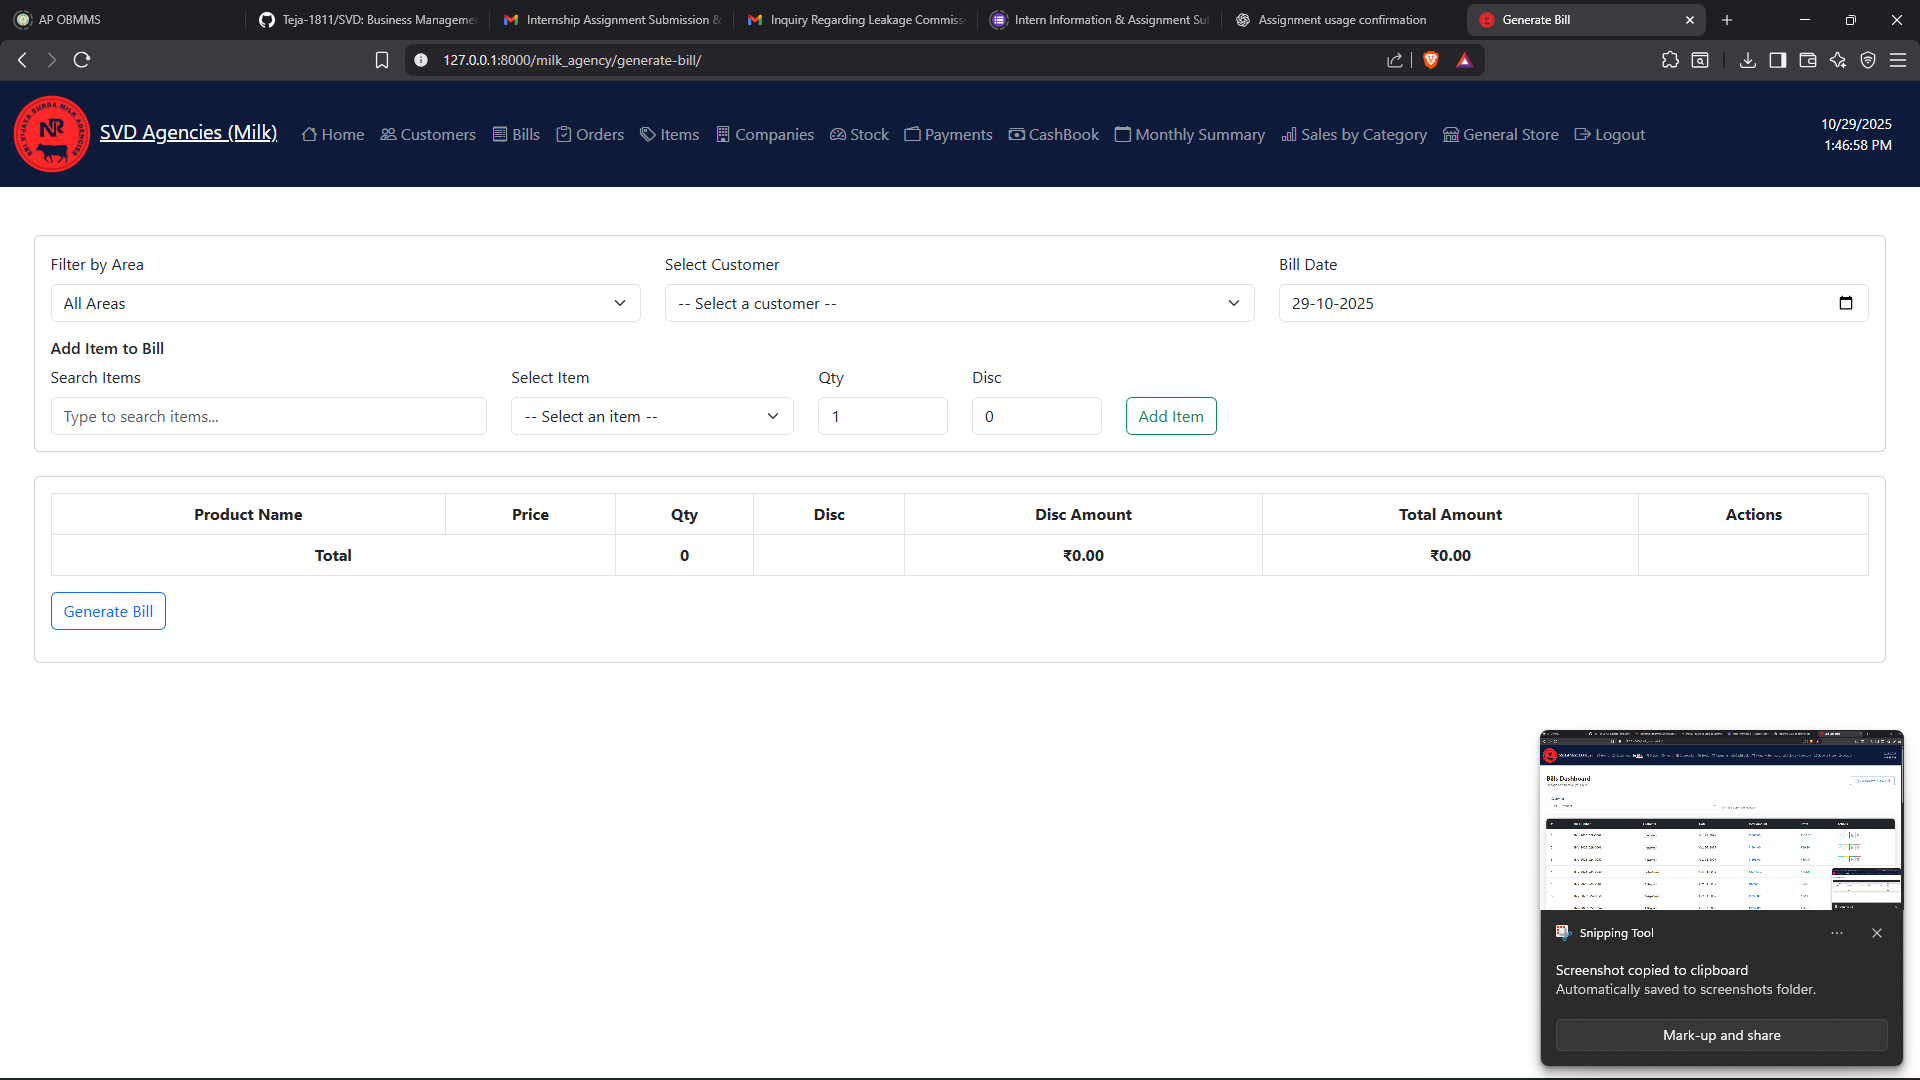 AP OBMMS
Teja-1811/SVD: Business Manageme
Internship Assignment Submission &
Inquiry Regarding Leakage Commiss
Intern Information & Assignment Sul
Assignment usage confirmation
Generate Bill
127.0.0.1:8000/milk_agency/generate-bill/
NR
SVD Agencies (Milk)
Home
Customers
Bills
Orders
Items
Companies
Stock
Payments
CashBook
Monthly Summary
Sales by Category
General Store
Logout
10/29/2025
1:46:58 PM
Filter by Area
Select Customer
Bill Date
All Areas
-- Select a customer --
29-10-2025
Add Item to Bill
Search Items
Select Item
Qty
Disc
Type to search items...
-- Select an item --
1
0
Add Item
Product Name
Price
Qty
Disc
Disc Amount
Total Amount
Actions
Total
0
₹0.00
₹0.00
Generate Bill
Bills Dashboard
Snipping Tool
Screenshot copied to clipboard
Automatically saved to screenshots folder.
Mark-up and share